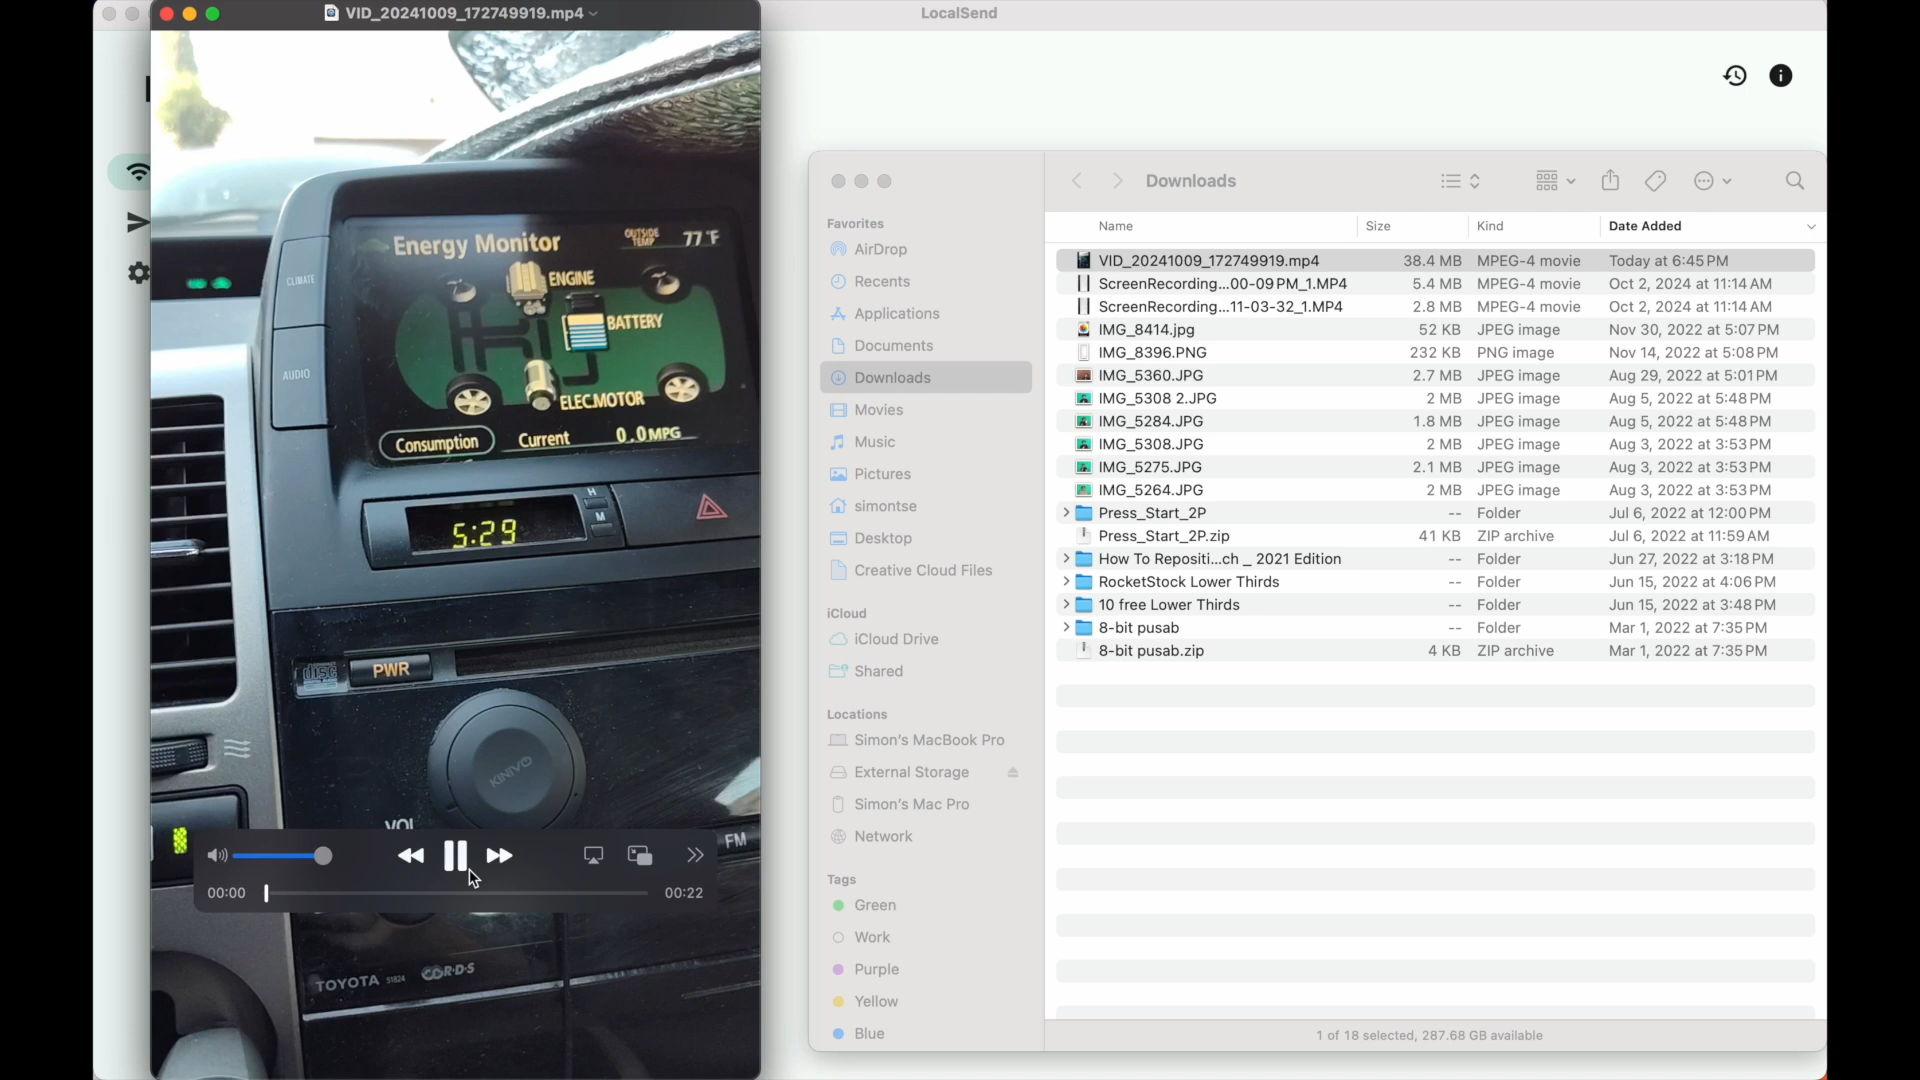 VID_20241009_172749919.mp4
LocalSend
CLIMATE
AUDIO
Energy Monitor
OUTSIDE TEMP 77°F
ENGINE
BATTERY
ELEC.MOTOR
Consumption
Current
0.0MPG
5:29
H
M
disc
PWR
KINIVO
VOL
FM
00:00
00:22
TOYOTA 51824
Downloads
Favorites
AirDrop
Recents
Applications
Documents
Downloads
Movies
Music
Pictures
simontse
Desktop
Creative Cloud Files
iCloud
iCloud Drive
Shared
Locations
Simon's MacBook Pro
External Storage
Simon's Mac Pro
Network
Tags
Green
Work
Purple
Yellow
Blue
Name Size Kind Date Added
VID_20241009_172749919.mp4 38.4 MB MPEG-4 movie Today at 6:45 PM
ScreenRecording...00-09 PM_1.MP4 5.4 MB MPEG-4 movie Oct 2, 2024 at 11:14 AM
ScreenRecording...11-03-32_1.MP4 2.8 MB MPEG-4 movie Oct 2, 2024 at 11:14 AM
IMG_8414.jpg 52 KB JPEG image Nov 30, 2022 at 5:07 PM
IMG_8396.PNG 232 KB PNG image Nov 14, 2022 at 5:08 PM
IMG_5360.JPG 2.7 MB JPEG image Aug 29, 2022 at 5:01 PM
IMG_5308 2.JPG 2 MB JPEG image Aug 5, 2022 at 5:48 PM
IMG_5284.JPG 1.8 MB JPEG image Aug 5, 2022 at 5:48 PM
IMG_5308.JPG 2 MB JPEG image Aug 3, 2022 at 3:53 PM
IMG_5275.JPG 2.1 MB JPEG image Aug 3, 2022 at 3:53 PM
IMG_5264.JPG 2 MB JPEG image Aug 3, 2022 at 3:53 PM
Press_Start_2P -- Folder Jul 6, 2022 at 12:00 PM
Press_Start_2P.zip 41 KB ZIP archive Jul 6, 2022 at 11:59 AM
How To Repositi...ch _ 2021 Edition -- Folder Jun 27, 2022 at 3:18 PM
RocketStock Lower Thirds -- Folder Jun 15, 2022 at 4:06 PM
10 free Lower Thirds -- Folder Jun 15, 2022 at 3:48 PM
8-bit pusab -- Folder Mar 1, 2022 at 7:35 PM
8-bit pusab.zip 4 KB ZIP archive Mar 1, 2022 at 7:35 PM
1 of 18 selected, 287.68 GB available